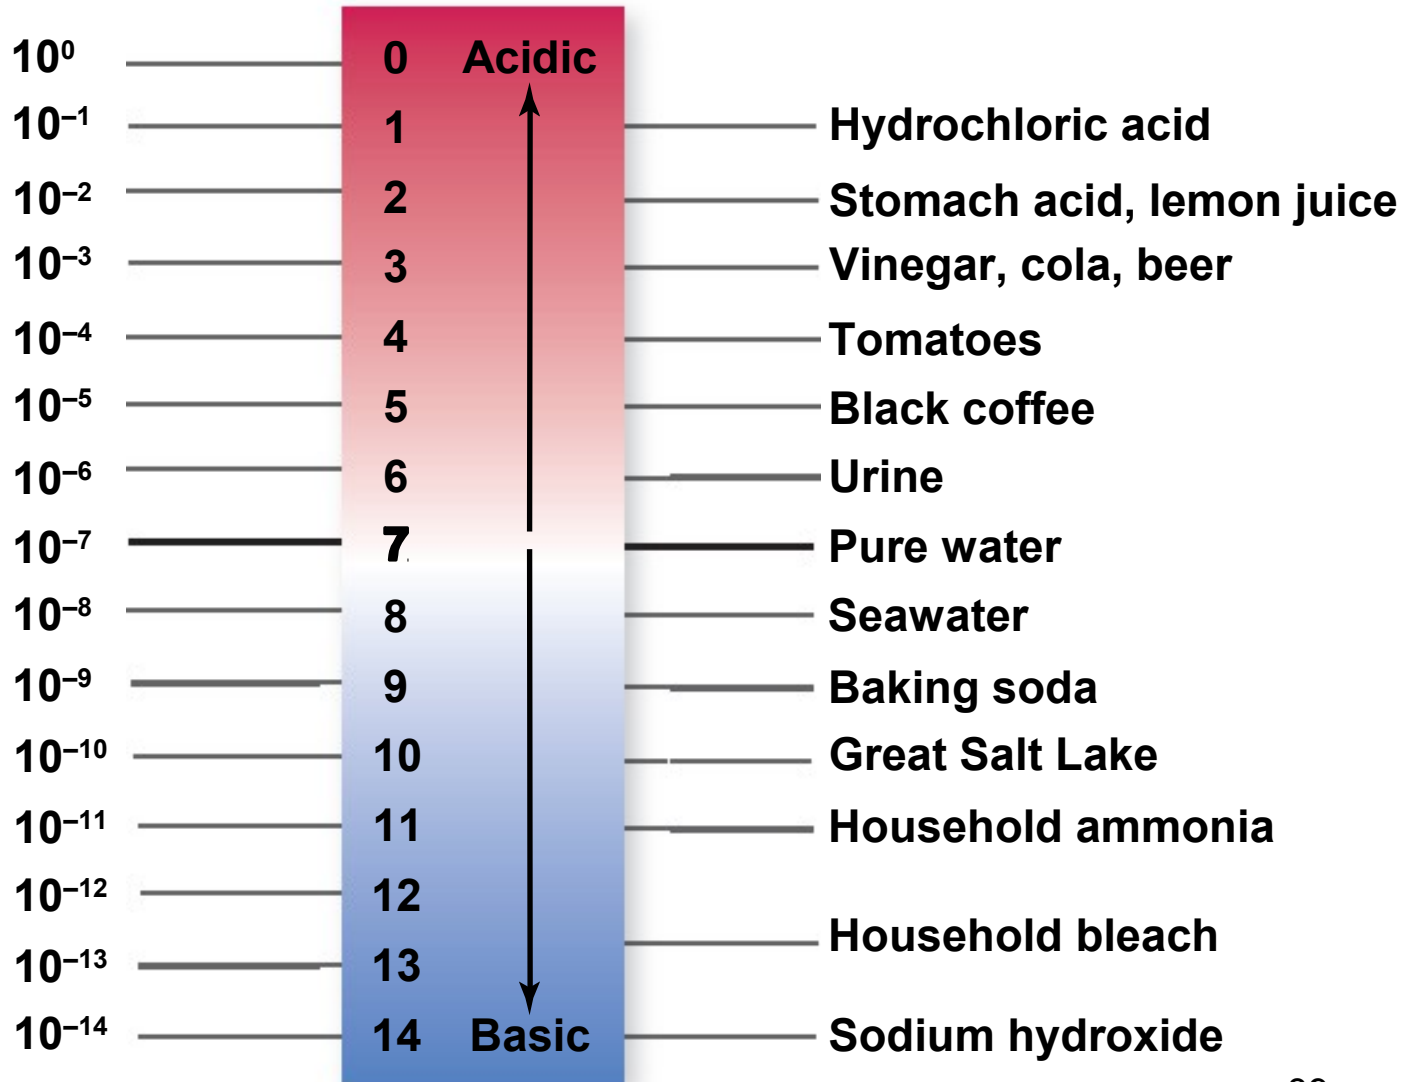 10⁰ 0 Acidic
10⁻¹ 1 Hydrochloric acid
10⁻² 2 Stomach acid, lemon juice
10⁻³ 3 Vinegar, cola, beer
10⁻⁴ 4 Tomatoes
10⁻⁵ 5 Black coffee
10⁻⁶ 6 Urine
10⁻⁷ 7 Pure water
10⁻⁸ 8 Seawater
10⁻⁹ 9 Baking soda
10⁻¹⁰ 10 Great Salt Lake
10⁻¹¹ 11 Household ammonia
10⁻¹² 12
Household bleach
10⁻¹³ 13
10⁻¹⁴ 14 Basic Sodium hydroxide